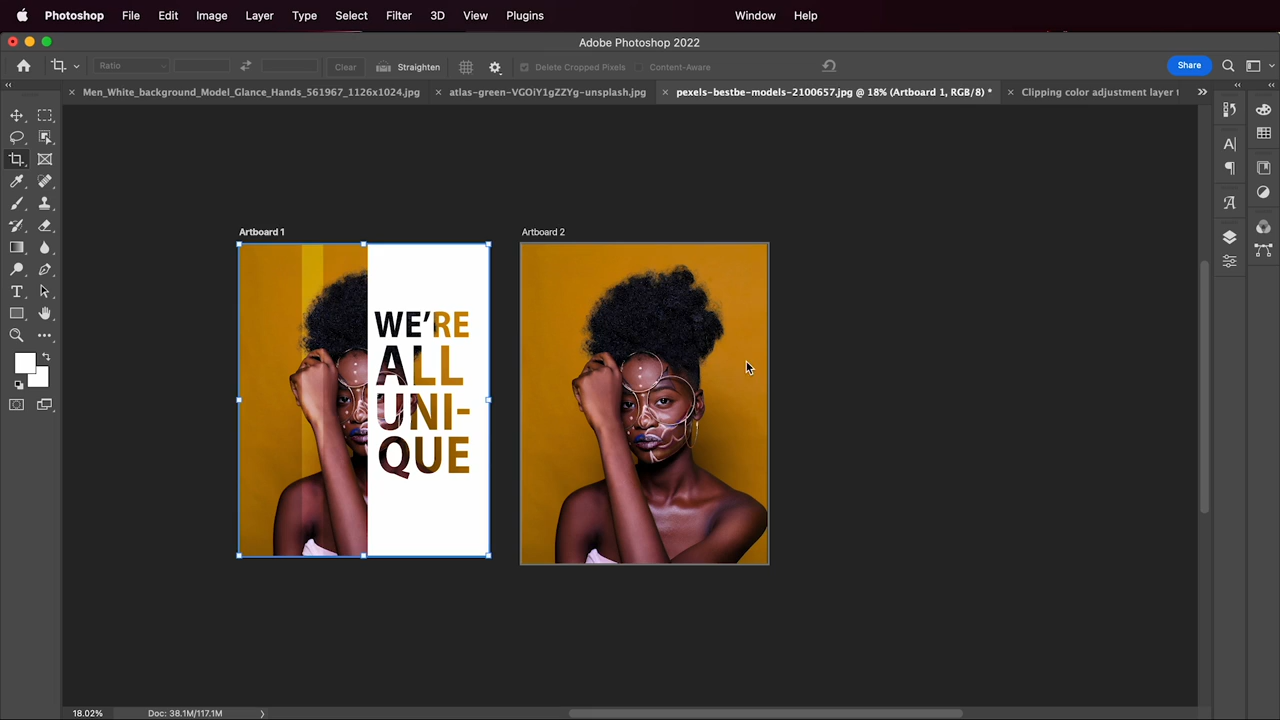 Photoshop File Edit Image Layer Type Select Filter 3D View Plugins Window Help
Adobe Photoshop 2022
Ratio Clear Straighten Delete Cropped Pixels Content-Aware Share
Men_White_background_Model_Glance_Hands_561967_1126x1024.jpg atlas-green-VGOiY1gZZYg-unsplash.jpg pexels-bestbe-models-2100657.jpg @ 18% (Artboard 1, RGB/8) * Clipping color adjustment layer t
Artboard 1 Artboard 2
WE'RE
ALL
UNI-
QUE
18.02% Doc: 38.1M/117.1M